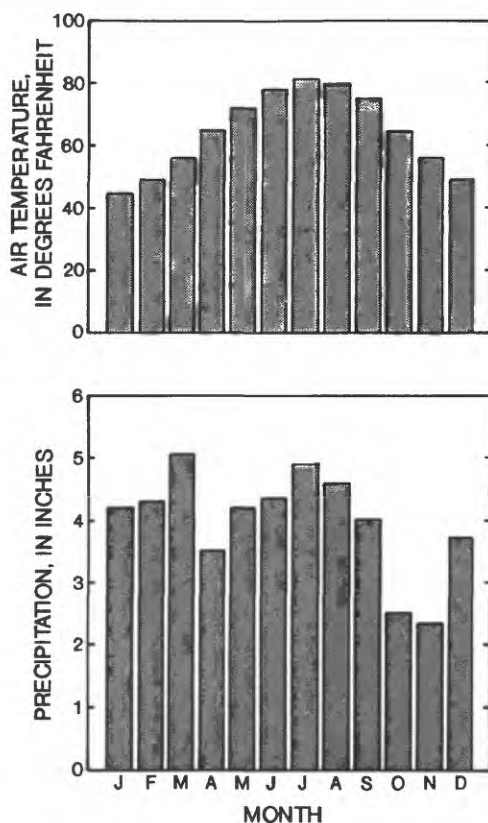 AIR TEMPERATURE,
IN DEGREES FAHRENHEIT
100
80
60
40
20
0
PRECIPITATION, IN INCHES
6
5
4
3
2
1
0
J F M A M J J A S O N D
MONTH